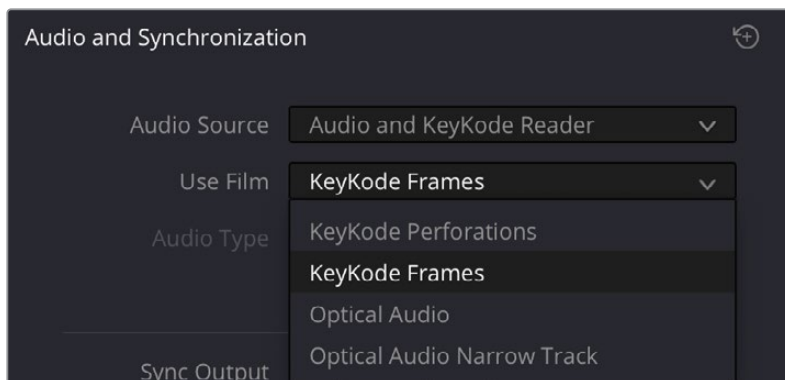 Audio and Synchronization
Audio Source Audio and KeyKode Reader
Use Film KeyKode Frames
Audio Type KeyKode Perforations
KeyKode Frames
Optical Audio
Optical Audio Narrow Track
Sync Output